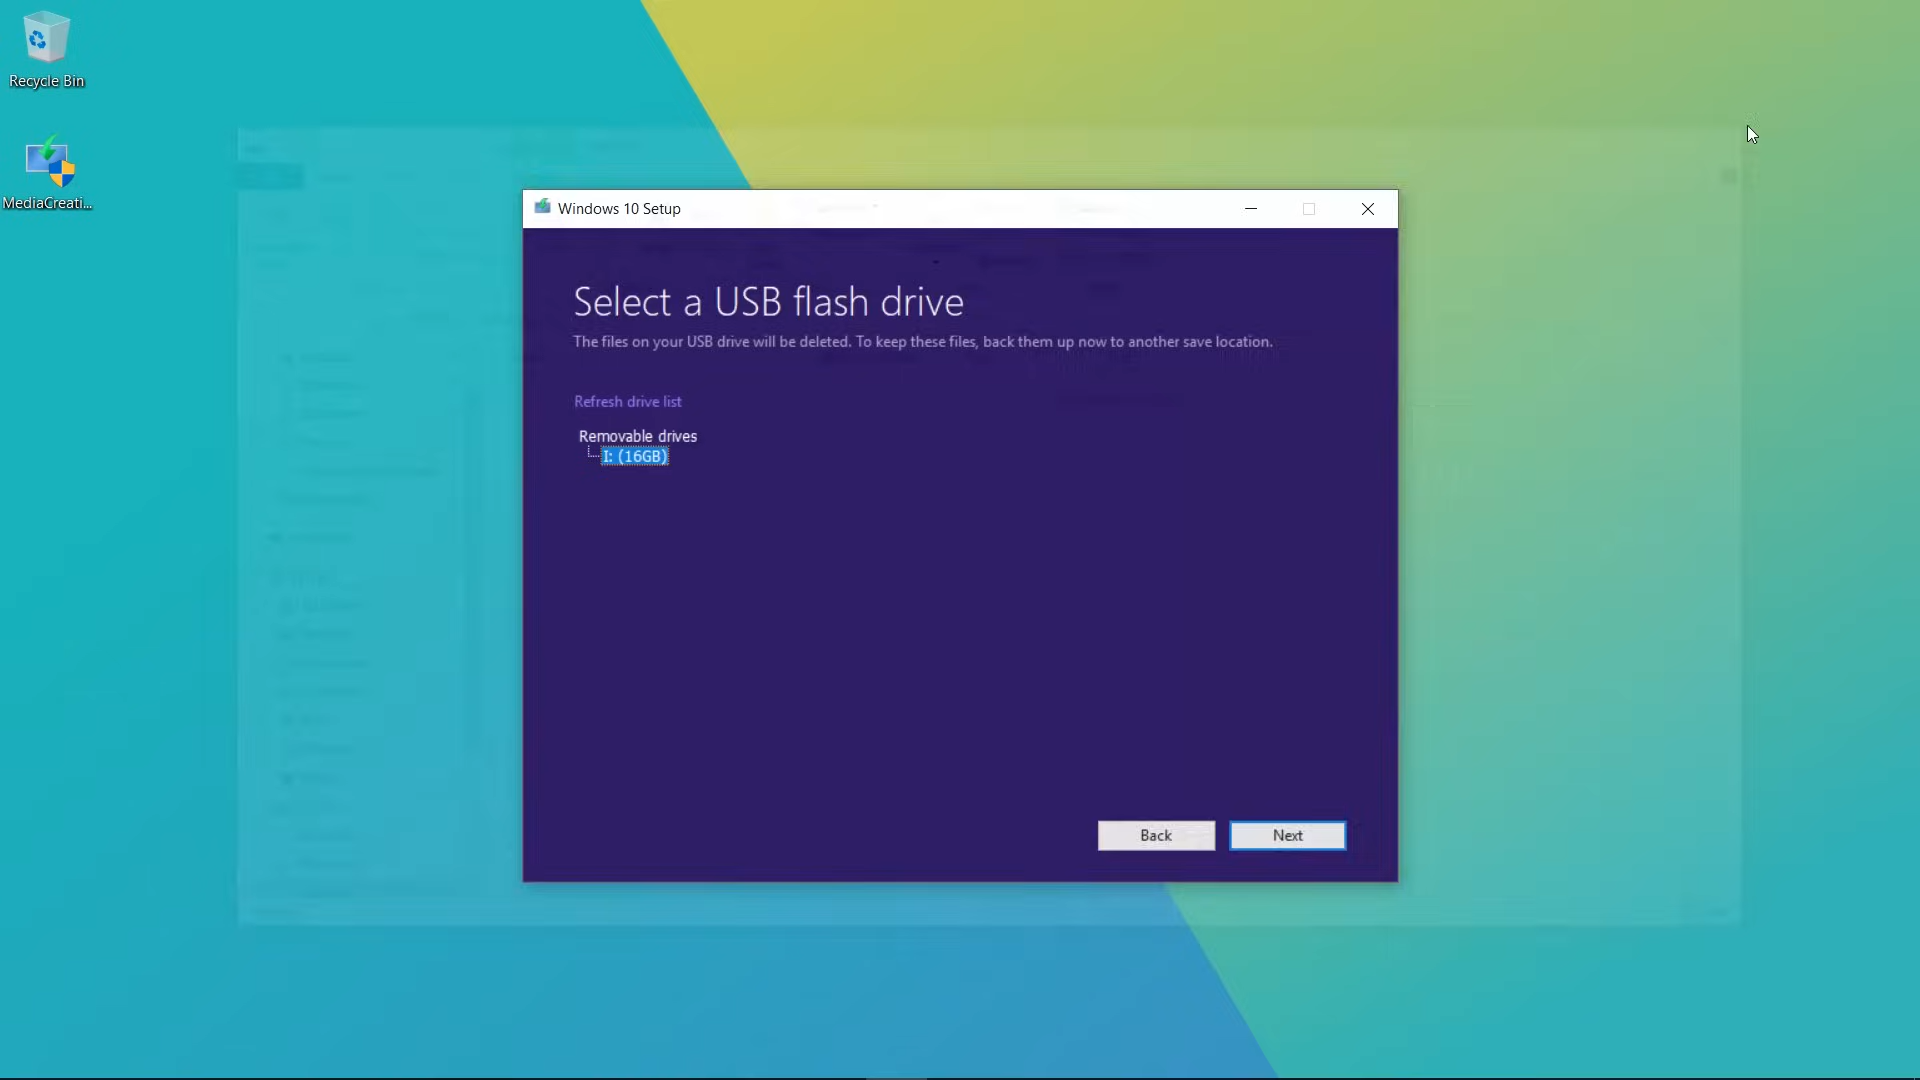 Recycle Bin
MediaCreati...
Windows 10 Setup
Select a USB flash drive
The files on your USB drive will be deleted. To keep these files, back them up now to another save location.
Refresh drive list
Removable drives
I: (16GB)
Back
Next